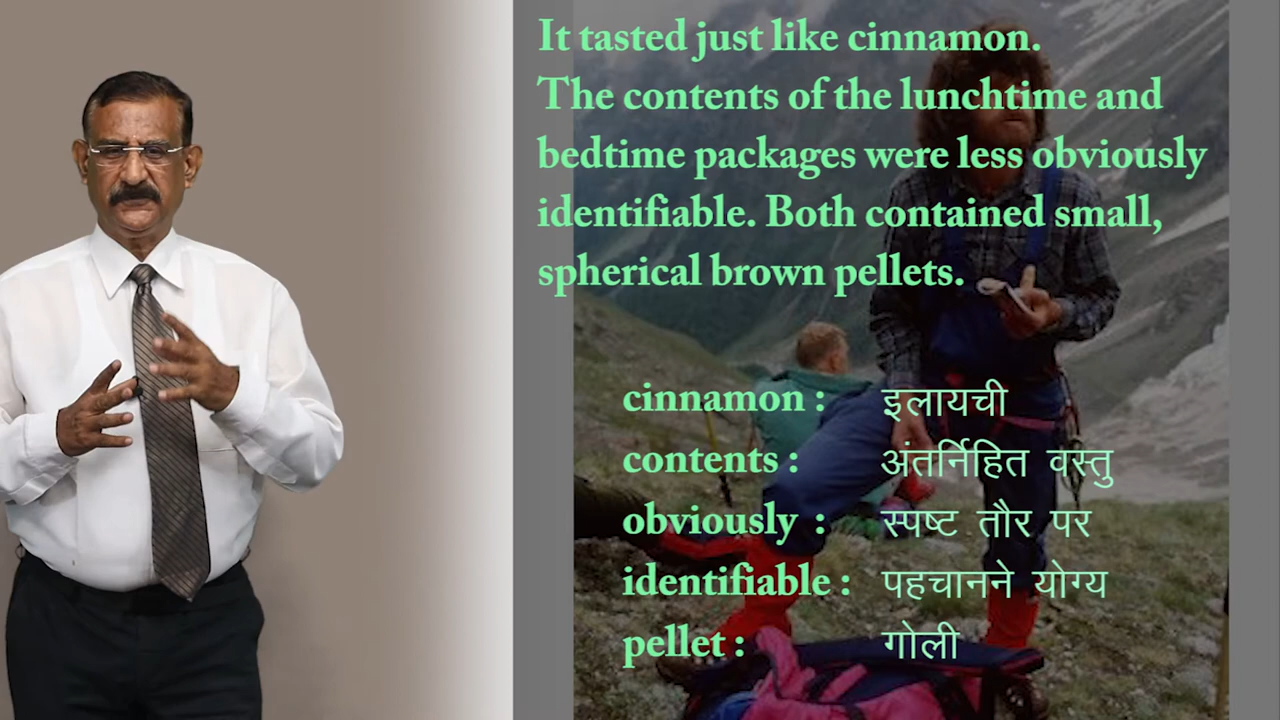 It tasted just like cinnamon.
The contents of the lunchtime and
bedtime packages were less obviously
identifiable. Both contained small,
spherical brown pellets.
cinnamon : इलायची
contents : अंतर्निहित वस्तु
obviously : स्पष्ट तौर पर
identifiable : पहचानने योग्य
pellet : गोली